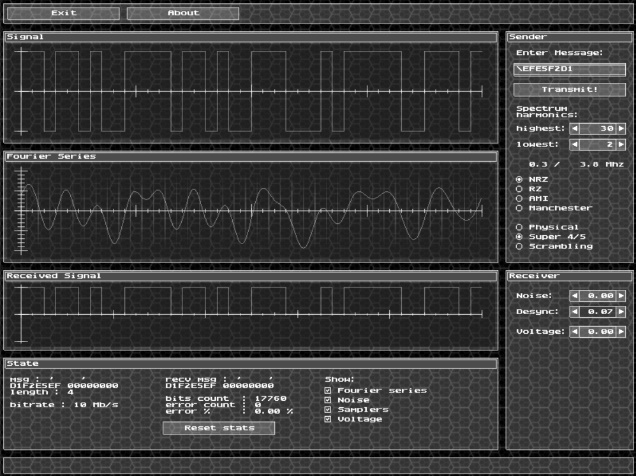 Exit About
Signal
Sender
Enter Message:
\EFE5F2D1
Transmit!
Spectrum
harmonics:
highest: 30
lowest: 2
0.3 / 3.8 Mhz
NRZ
RZ
AMI
Manchester
Physical
Super 4/5
Scrambling
Fourier Series
Received Signal
Receiver
Noise: 0.00
Desync: 0.07
Voltage: 0.00
State
msg : ' '
D1F2E5EF 00000000
length : 4
bitrate : 10 Mb/s
recv msg : ' '
D1F2E5EF 00000000
bits count : 17760
error count : 0
error % : 0.00 %
Reset stats
Show:
Fourier series
Noise
Samplers
Voltage